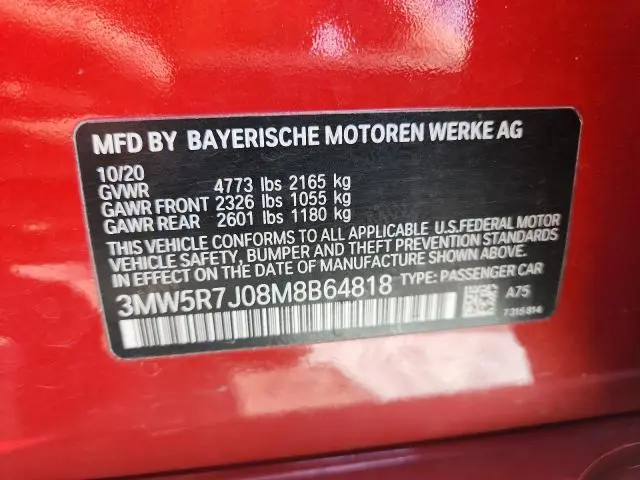 MFD BY BAYERISCHE MOTOREN WERKE AG
10/20
GVWR 4773 lbs 2165 kg
GAWR FRONT 2326 lbs 1055 kg
GAWR REAR 2601 lbs 1180 kg
THIS VEHICLE CONFORMS TO ALL APPLICABLE U.S.FEDERAL MOTOR
VEHICLE SAFETY, BUMPER, AND THEFT PREVENTION STANDARDS
IN EFFECT ON THE DATE OF MANUFACTURE SHOWN ABOVE.
3MW5R7J08M8B64818 TYPE: PASSENGER CAR
A75
7315814